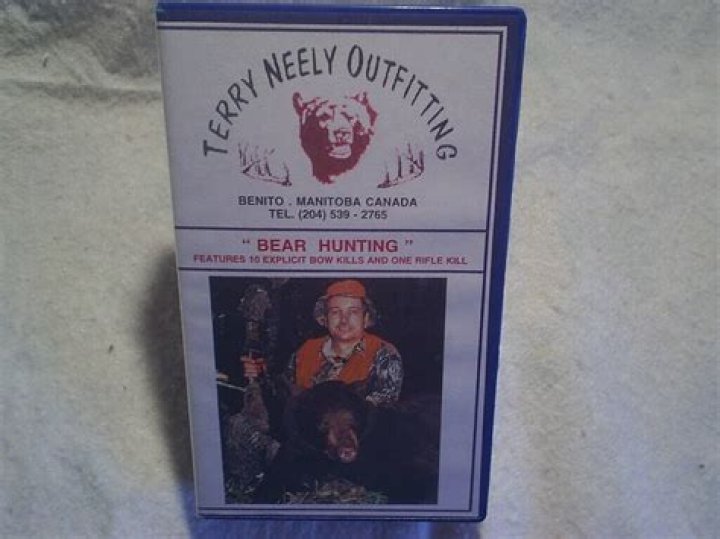 TERRY NEELY OUTFITTING
BENITO . MANITOBA CANADA
TEL. (204) 539 - 2765
" BEAR HUNTING "
FEATURES 10 EXPLICIT BOW KILLS AND ONE RIFLE KILL